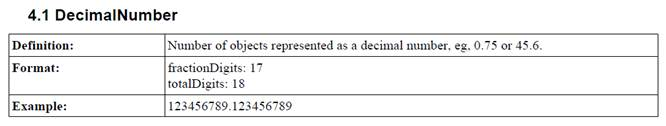 4.1 DecimalNumber
Definition: Number of objects represented as a decimal number, eg, 0.75 or 45.6.
Format: fractionDigits: 17
totalDigits: 18
Example: 123456789.123456789